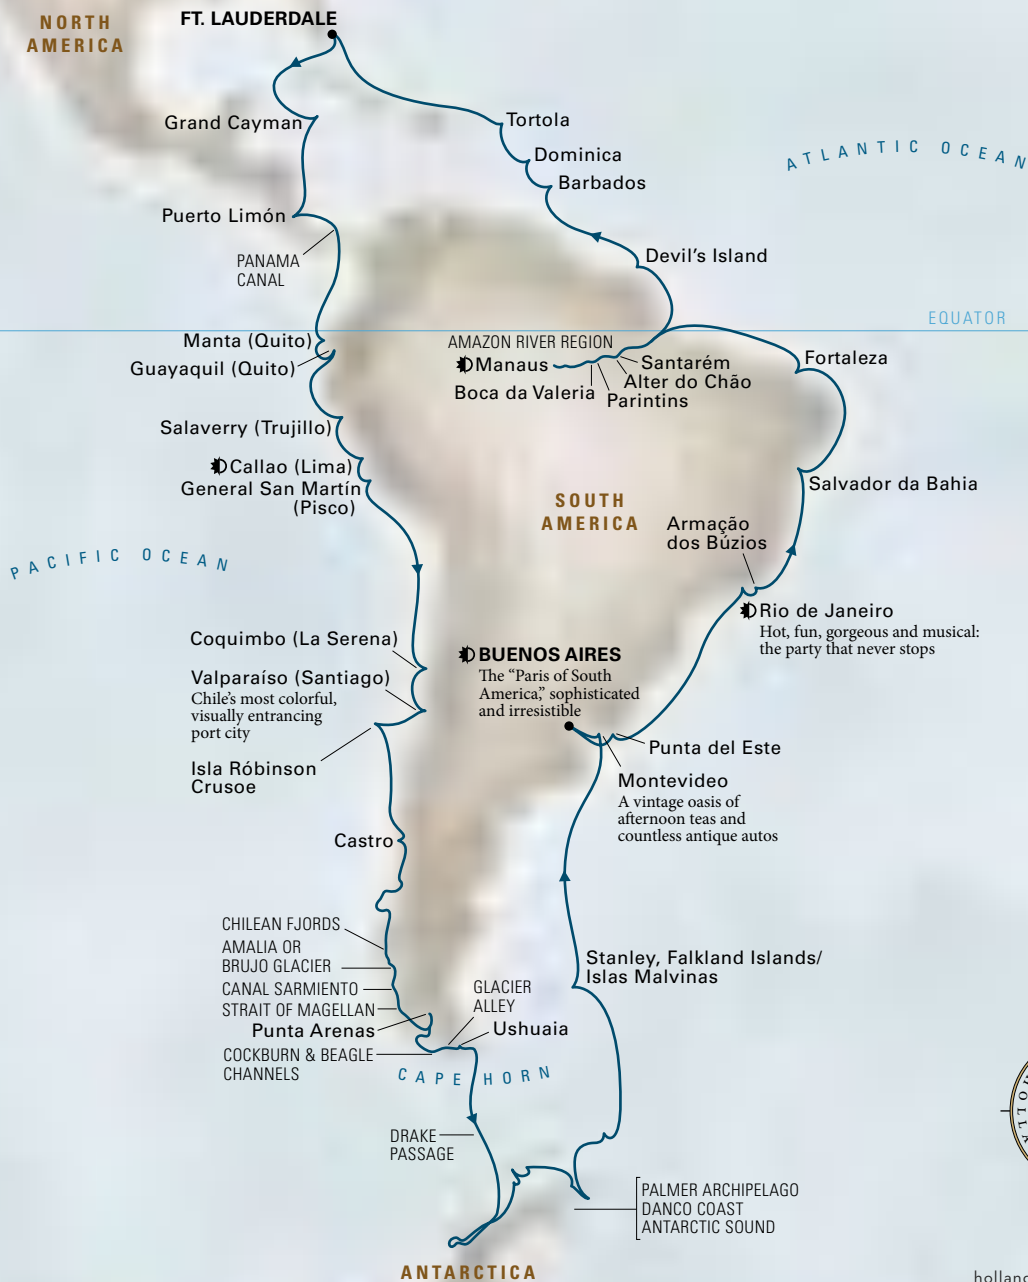 NORTH
AMERICA
FT. LAUDERDALE
Grand Cayman
Tortola
Dominica
Barbados
ATLANTIC OCEAN
Puerto Limón
PANAMA
CANAL
Devil's Island
EQUATOR
Manta (Quito)
Guayaquil (Quito)
AMAZON RIVER REGION
Manaus
Santarém
Alter do Chão
Boca da Valeria
Parintins
Fortaleza
Salaverry (Trujillo)
Callao (Lima)
General San Martín
(Pisco)
SOUTH
AMERICA
Salvador da Bahia
Armação
dos Búzios
PACIFIC OCEAN
Rio de Janeiro
Hot, fun, gorgeous and musical:
the party that never stops
Coquimbo (La Serena)
Valparaíso (Santiago)
Chile's most colorful,
visually entrancing
port city
BUENOS AIRES
The "Paris of South
America," sophisticated
and irresistible
Isla Róbinson
Crusoe
Punta del Este
Montevideo
A vintage oasis of
afternoon teas and
countless antique autos
Castro
CHILEAN FJORDS
AMALIA OR
BRUJO GLACIER
CANAL SARMIENTO
STRAIT OF MAGELLAN
Punta Arenas
COCKBURN & BEAGLE
CHANNELS
GLACIER
ALLEY
Ushuaia
Stanley, Falkland Islands/
Islas Malvinas
CAPE HORN
DRAKE
PASSAGE
PALMER ARCHIPELAGO
DANCO COAST
ANTARCTIC SOUND
ANTARCTICA